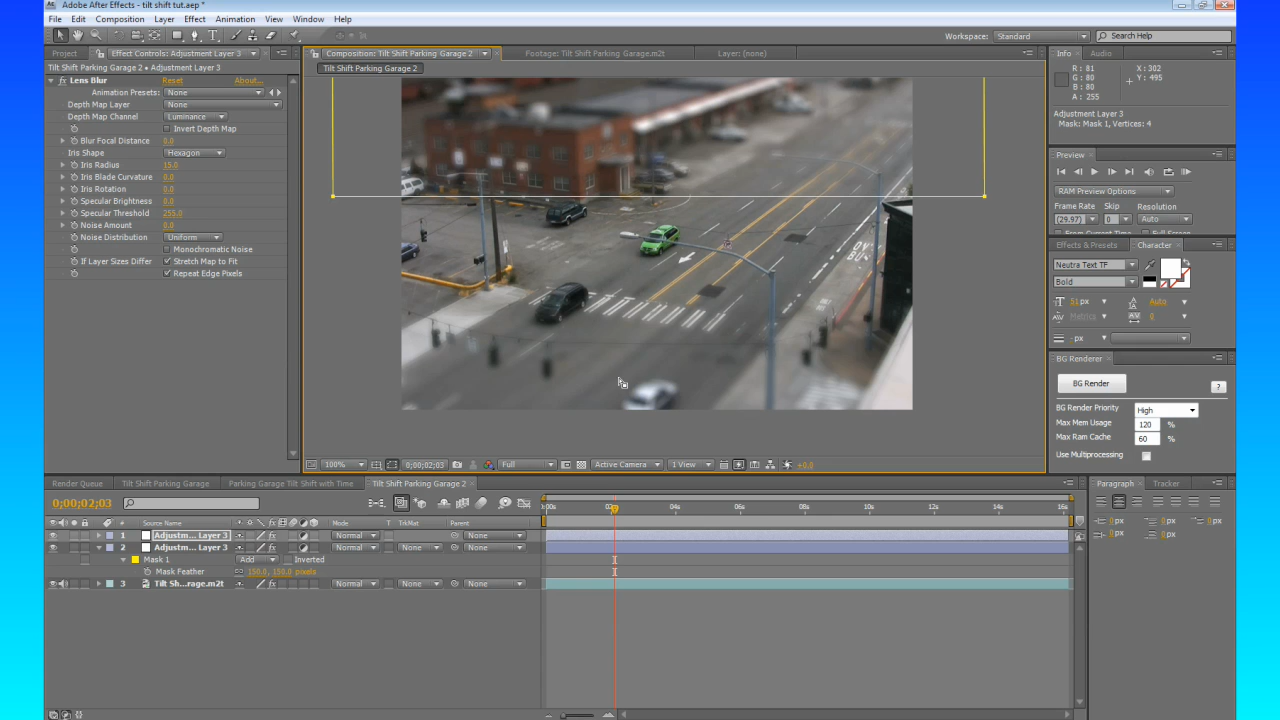 Adobe After Effects - tilt shift tut.aep *
File Edit Composition Layer Effect Animation View Window Help
Workspace: Standard Search Help
Project Effect Controls: Adjustment Layer 3 Composition: Tilt Shift Parking Garage 2 Footage: Tilt Shift Parking Garage.m2t Layer: (none) Info Audio
Tilt Shift Parking Garage 2 • Adjustment Layer 3
Tilt Shift Parking Garage 2
R : 81 X : 302
G : 80 Y : 495
B : 80
A : 255
Adjustment Layer 3
Mask: Mask 1, Vertices: 4
fx Lens Blur Reset About...
Animation Presets: None
Depth Map Layer None
Depth Map Channel Luminance
Invert Depth Map
Blur Focal Distance 0.0
Iris Shape Hexagon
Iris Radius 15.0
Iris Blade Curvature 0.0
Iris Rotation 0.0
Specular Brightness 0.0
Specular Threshold 255.0
Noise Amount 0.0
Noise Distribution Uniform
Monochromatic Noise
If Layer Sizes Differ Stretch Map to Fit
Repeat Edge Pixels
Preview
RAM Preview Options
Frame Rate Skip Resolution
(29.97) 0 Auto
From Current Time Full Screen
Effects & Presets Character
Neutra Text TF
Bold
51 px Auto
Metrics 0
- px
BG Renderer
BG Render ?
BG Render Priority High
Max Mem Usage 120 %
Max Ram Cache 60 %
Use Multiprocessing
100% 0;00;02;03 Full Active Camera 1 View +0.0
Render Queue Tilt Shift Parking Garage Parking Garage Tilt Shift with Time Tilt Shift Parking Garage 2
Paragraph Tracker
0;00;02;03
:00s 02s 04s 06s 08s 10s 12s 14s 16s
# Source Name Mode T TrkMat Parent
1 Adjustm... Layer 3 Normal None
2 Adjustm... Layer 3 Normal None None
Mask 1 Add Inverted
Mask Feather 150.0, 150.0 pixels
3 Tilt Sh...rage.m2t Normal None None
0 px 0 px 0 px
0 px 0 px